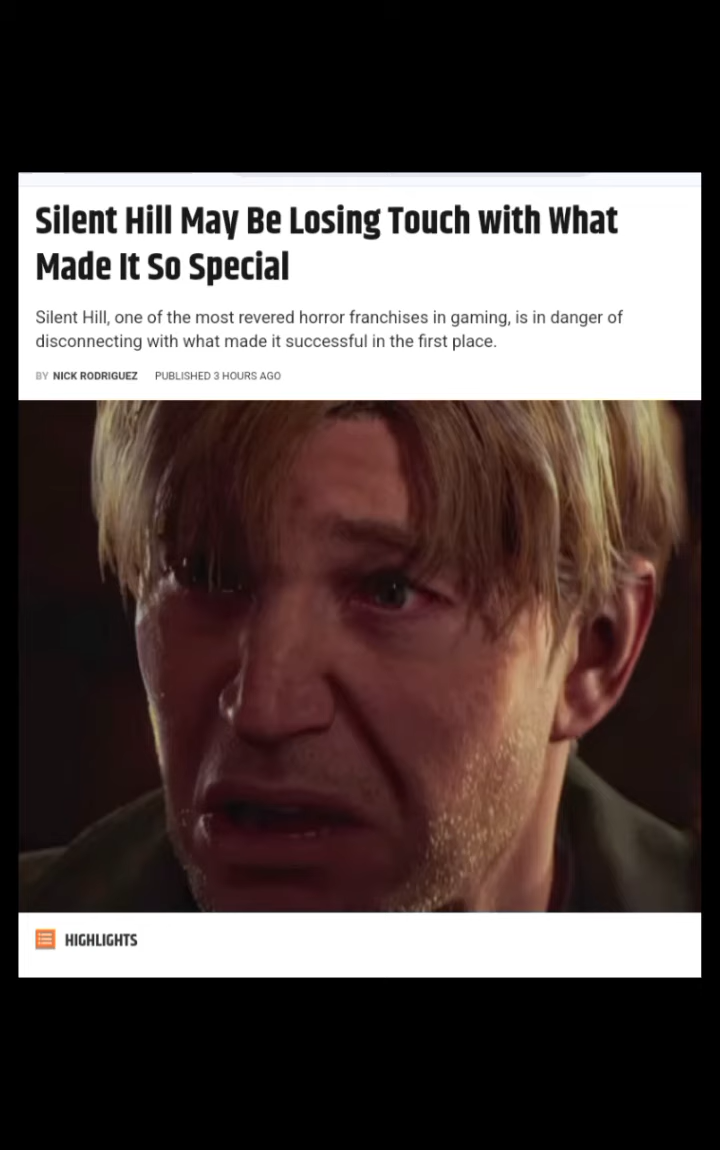 Silent Hill May Be Losing Touch with What
Made It So Special
Silent Hill, one of the most revered horror franchises in gaming, is in danger of
disconnecting with what made it successful in the first place.
BY NICK RODRIGUEZ PUBLISHED 3 HOURS AGO
HIGHLIGHTS